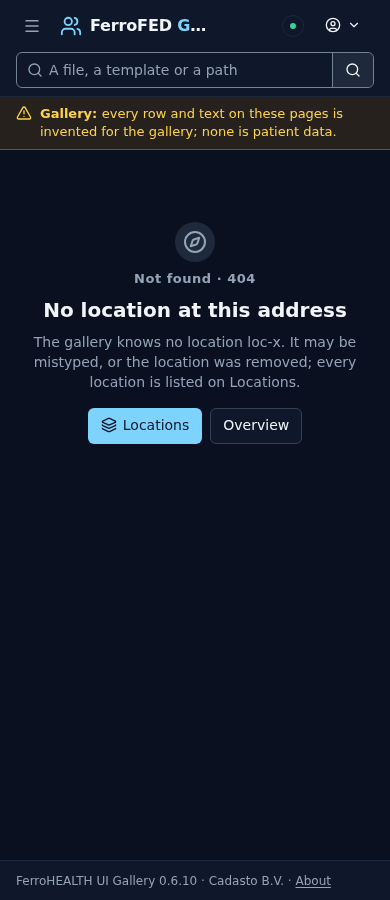 FerroFED G…
A file, a template or a path
Gallery: every row and text on these pages is
invented for the gallery; none is patient data.
Not found · 404
No location at this address
The gallery knows no location loc-x. It may be
mistyped, or the location was removed; every
location is listed on Locations.
Locations
Overview
FerroHEALTH UI Gallery 0.6.10 · Cadasto B.V. · About